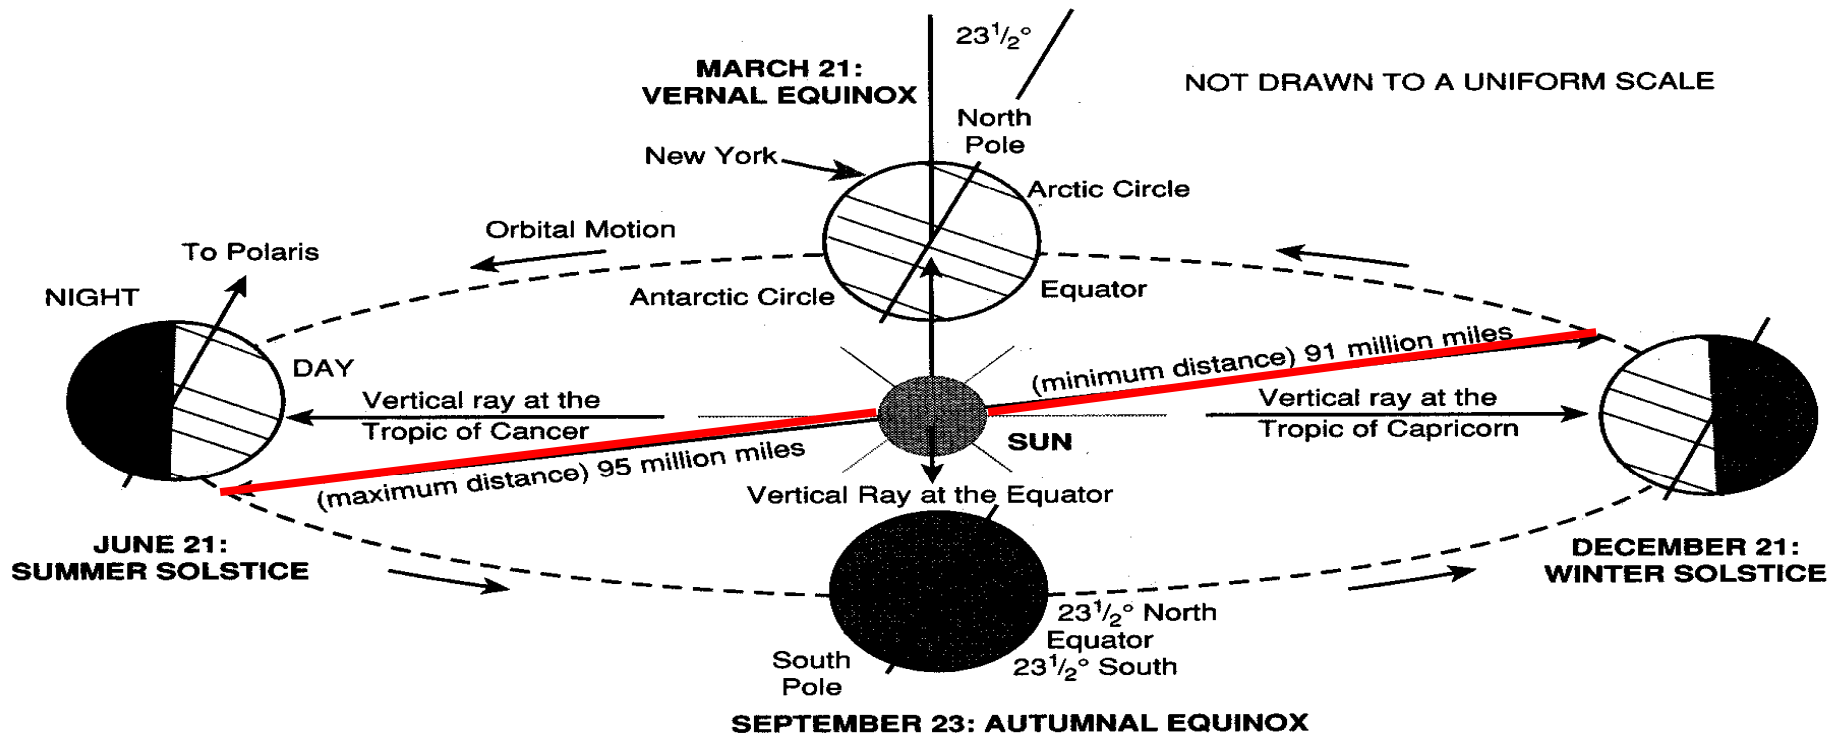 23¹/₂°
MARCH 21:
VERNAL EQUINOX
NOT DRAWN TO A UNIFORM SCALE
North
Pole
New York
Arctic Circle
Orbital Motion
To Polaris
NIGHT
Antarctic Circle
Equator
DAY
(minimum distance) 91 million miles
Vertical ray at the
Tropic of Cancer
Vertical ray at the
Tropic of Capricorn
SUN
(maximum distance) 95 million miles
Vertical Ray at the Equator
JUNE 21:
SUMMER SOLSTICE
DECEMBER 21:
WINTER SOLSTICE
23¹/₂° North
Equator
23¹/₂° South
South
Pole
SEPTEMBER 23: AUTUMNAL EQUINOX